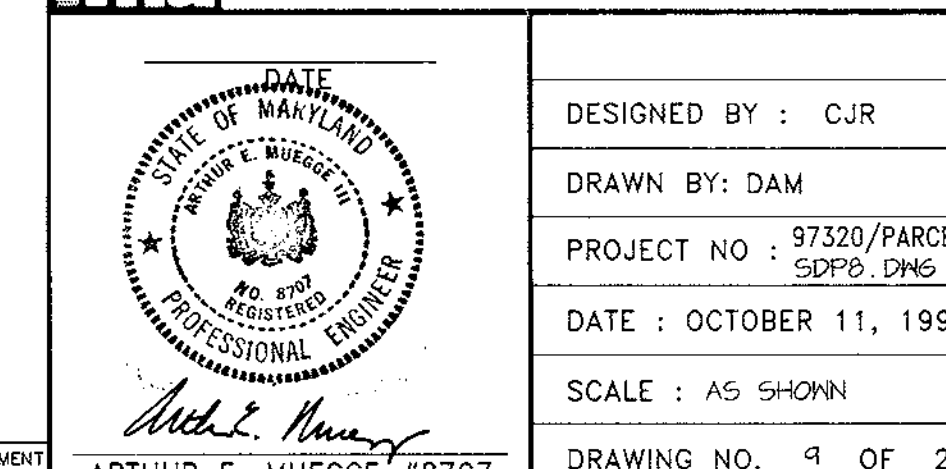 DATE
STATE OF MARYLAND
ARTHUR E. MUEGGE III
NO. 8707
REGISTERED
PROFESSIONAL ENGINEER
ARTHUR E. MUEGGE #8707
DESIGNED BY : CJR
DRAWN BY: DAM
PROJECT NO : 97320/PARCE
SDP8.DWG
DATE : OCTOBER 11, 199
SCALE : AS SHOWN
DRAWING NO. 9 OF 2
MENT